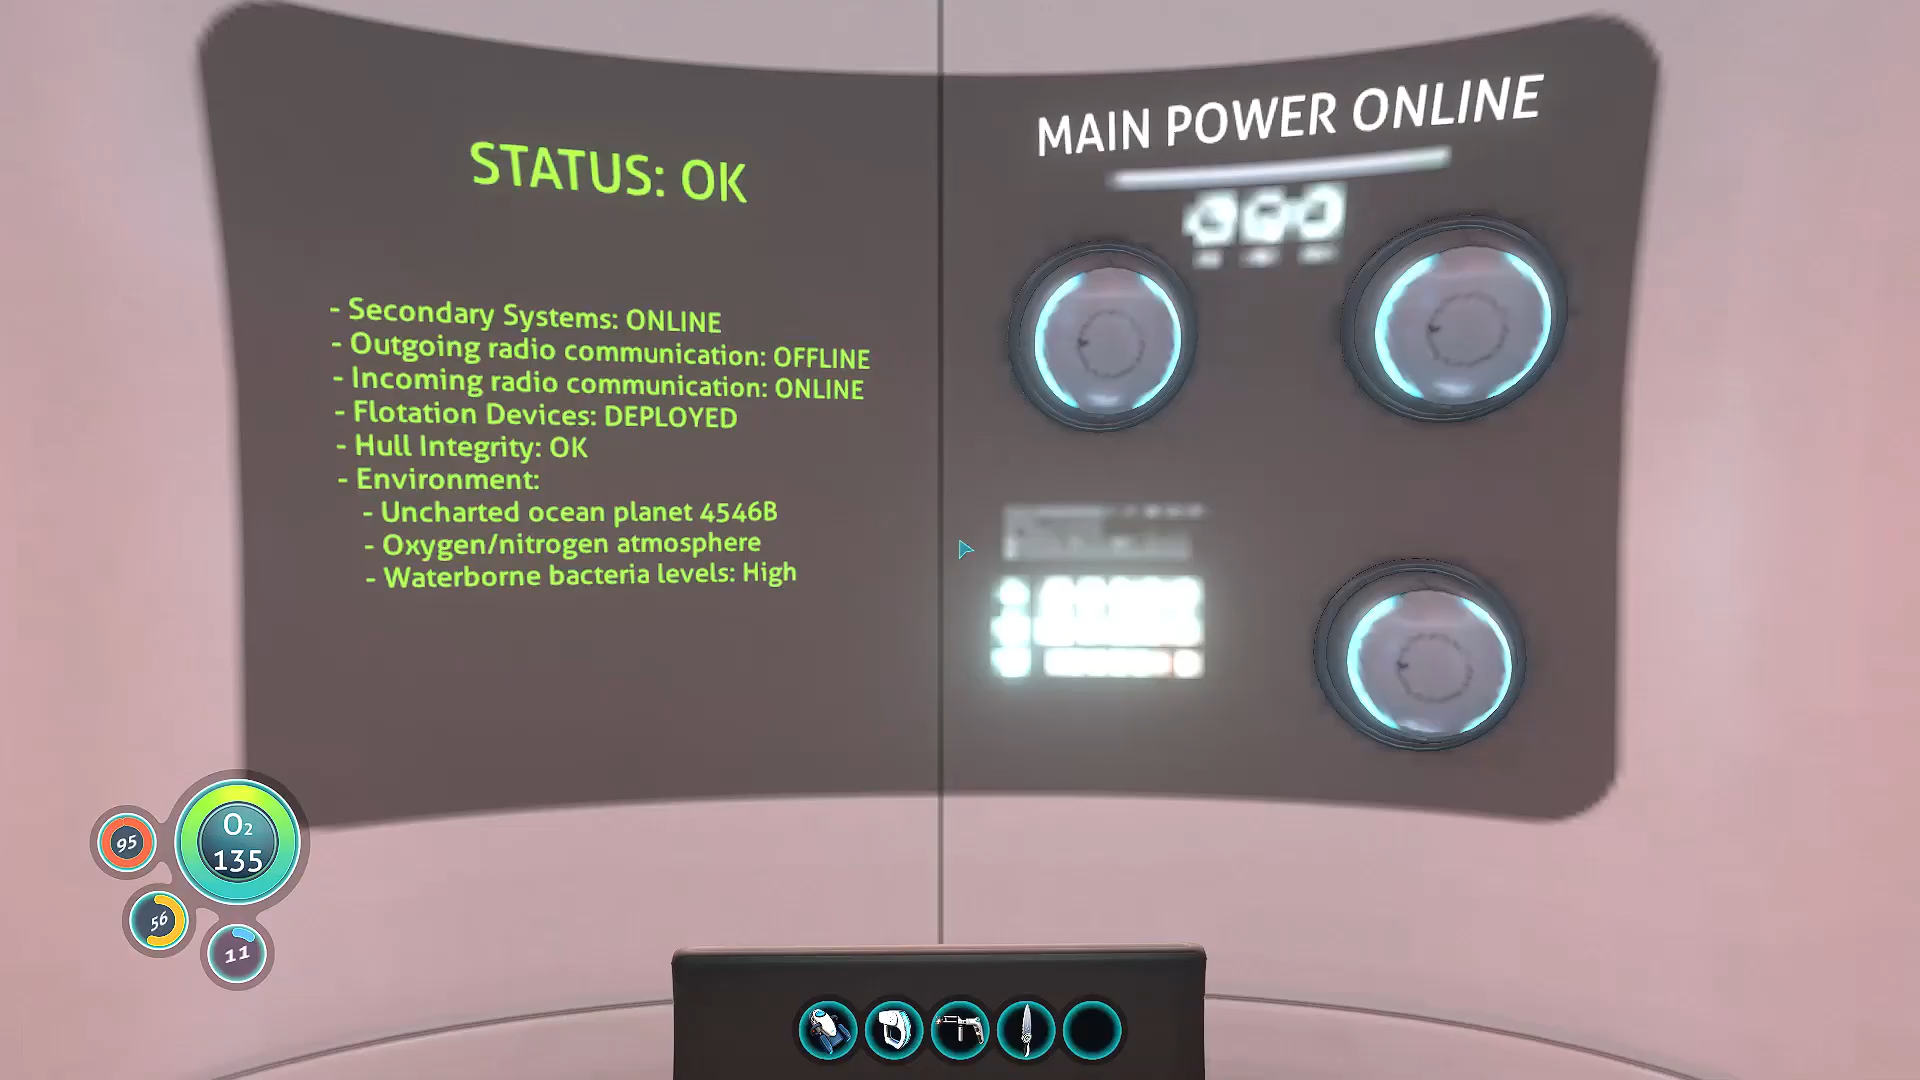 STATUS: OK
- Secondary Systems: ONLINE
- Outgoing radio communication: OFFLINE
- Incoming radio communication: ONLINE
- Flotation Devices: DEPLOYED
- Hull Integrity: OK
- Environment:
- Uncharted ocean planet 4546B
- Oxygen/nitrogen atmosphere
- Waterborne bacteria levels: High
MAIN POWER ONLINE
O₂
135
95
56
11